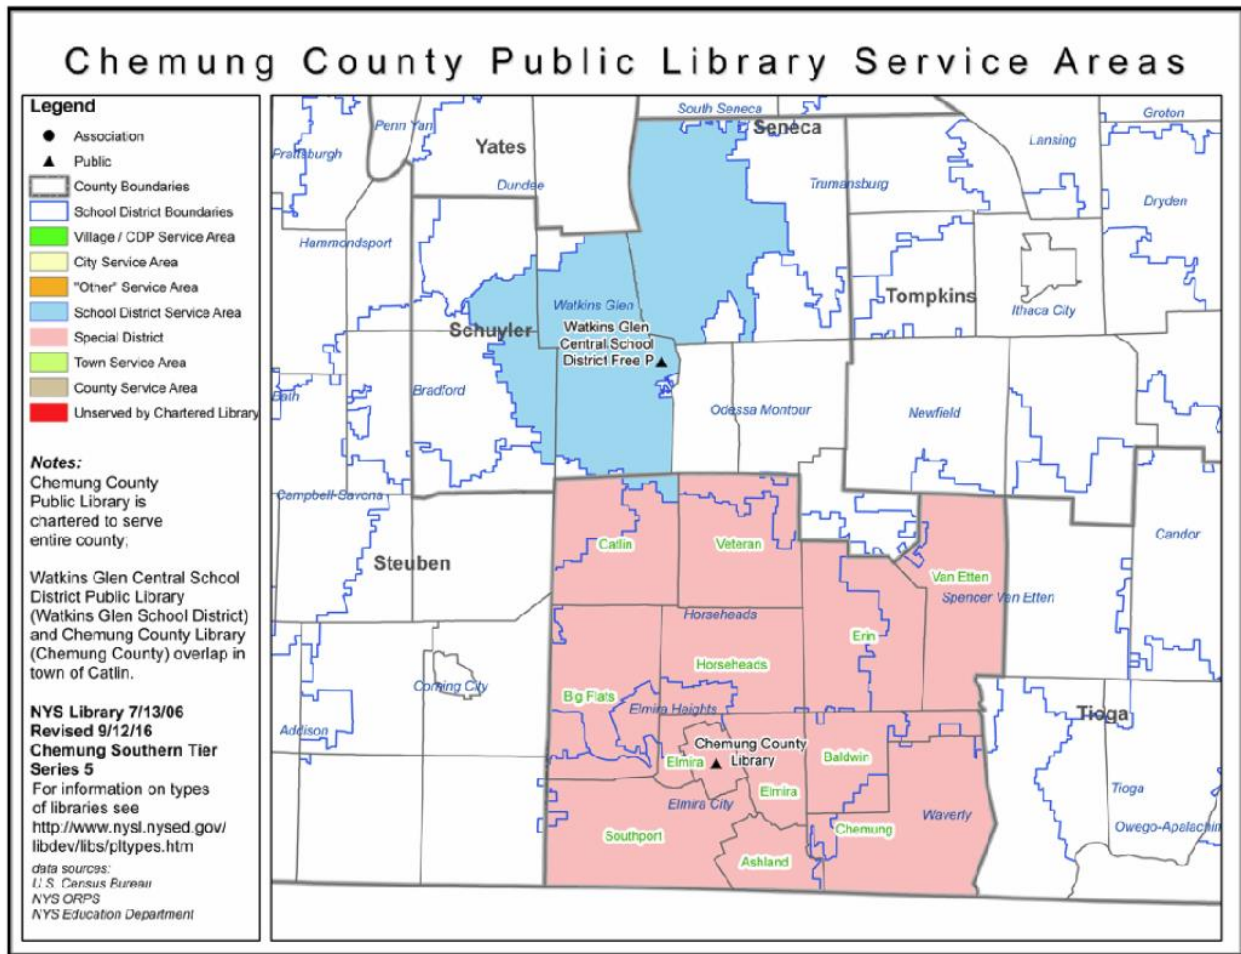 Chemung County Public Library Service Areas
Legend
Association
Public
County Boundaries
School District Boundaries
Village / CDP Service Area
City Service Area
"Other" Service Area
School District Service Area
Special District
Town Service Area
County Service Area
Unserved by Chartered Library
Notes:
Chemung County
Public Library is
chartered to serve
entire county;
Watkins Glen Central School
District Public Library
(Watkins Glen School District)
and Chemung County Library
(Chemung County) overlap in
town of Catlin.
NYS Library 7/13/06
Revised 9/12/16
Chemung Southern Tier
Series 5
For information on types
of libraries see
http://www.nysl.nysed.gov/
libdev/libs/pltypes.htm
data sources:
U.S. Census Bureau
NYS ORPS
NYS Education Department
South Seneca
Groton
Penn Yan
Seneca
Prattsburgh
Yates
Lansing
Dundee
Trumansburg
Dryden
Hammondsport
Tompkins
Watkins Glen
Ithaca City
Schuyler
Watkins Glen
Central School
District Free P
Bradford
Bath
Odessa Montour
Newfield
Campbell-Savona
Candor
Catlin
Veteran
Steuben
Van Etten
Spencer Van Etten
Horseheads
Erin
Horseheads
Corning City
Big Flats
Elmira Heights
Tioga
Addison
Chemung County
Library
Elmira
Baldwin
Elmira
Tioga
Elmira City
Waverly
Owego-Apalachin
Southport
Chemung
Ashland